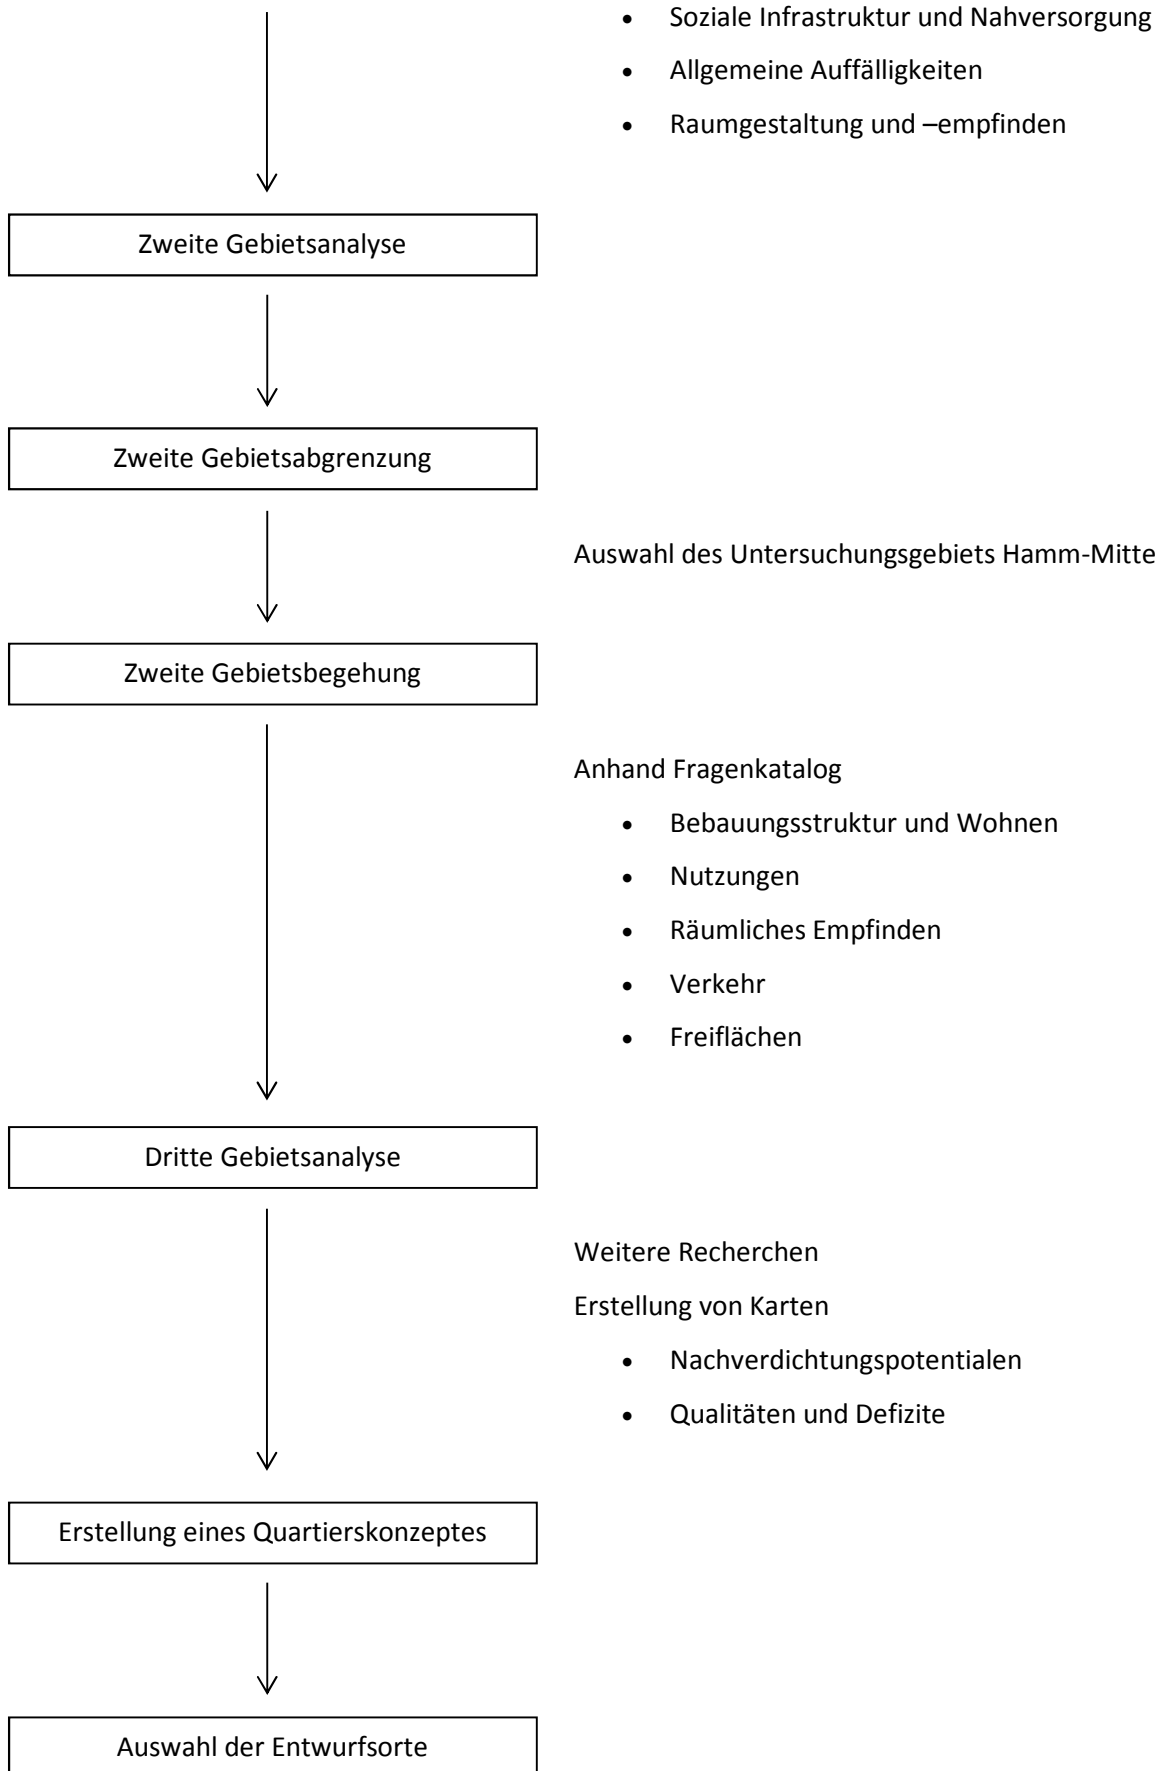 • Soziale Infrastruktur und Nahversorgung
• Allgemeine Auffälligkeiten
• Raumgestaltung und –empfinden
Zweite Gebietsanalyse
Zweite Gebietsabgrenzung
Auswahl des Untersuchungsgebiets Hamm-Mitte
Zweite Gebietsbegehung
Anhand Fragenkatalog
• Bebauungsstruktur und Wohnen
• Nutzungen
• Räumliches Empfinden
• Verkehr
• Freiflächen
Dritte Gebietsanalyse
Weitere Recherchen
Erstellung von Karten
• Nachverdichtungspotentialen
• Qualitäten und Defizite
Erstellung eines Quartierskonzeptes
Auswahl der Entwurfsorte